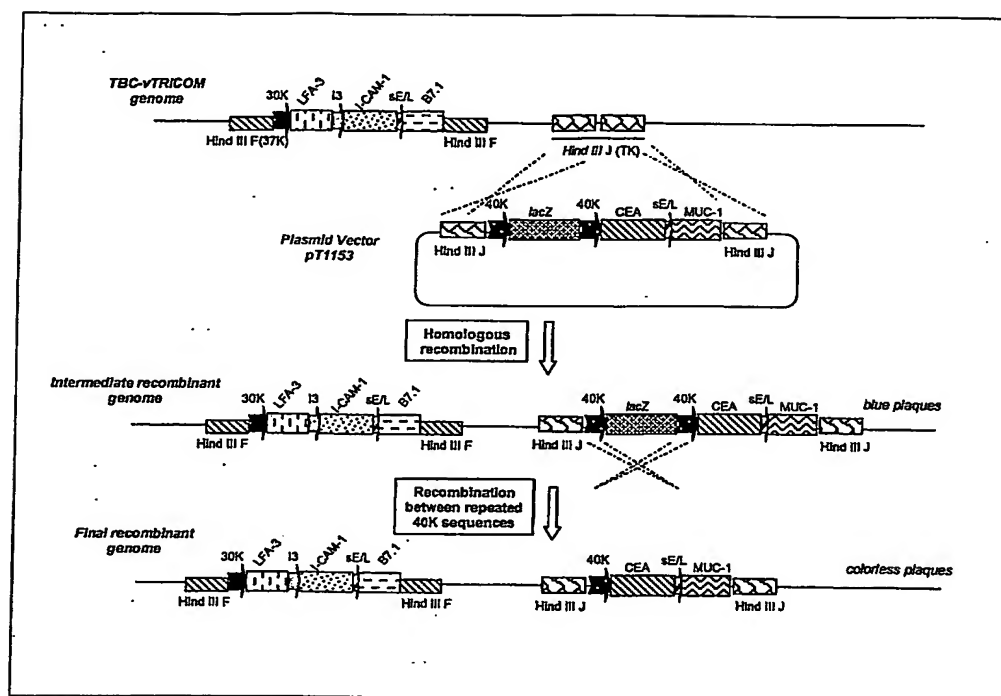 TBC-vTRICOM
genome
30K LFA-3 I3 I-CAM-1 sE/L B7.1
Hind III F(37K) Hind III F
Hind III J (TK)
Plasmid Vector
pT1153
40K lacZ 40K CEA sE/L MUC-1
Hind III J Hind III J
Homologous
recombination
Intermediate recombinant
genome
30K LFA-3 I3 I-CAM-1 sE/L B7.1 40K lacZ 40K CEA sE/L MUC-1 blue plaques
Hind III F Hind III F Hind III J Hind III J
Recombination
between repeated
40K sequences
Final recombinant
genome
30K LFA-3 I3 I-CAM-1 sE/L B7.1 40K CEA sE/L MUC-1 colorless plaques
Hind III F Hind III F Hind III J Hind III J